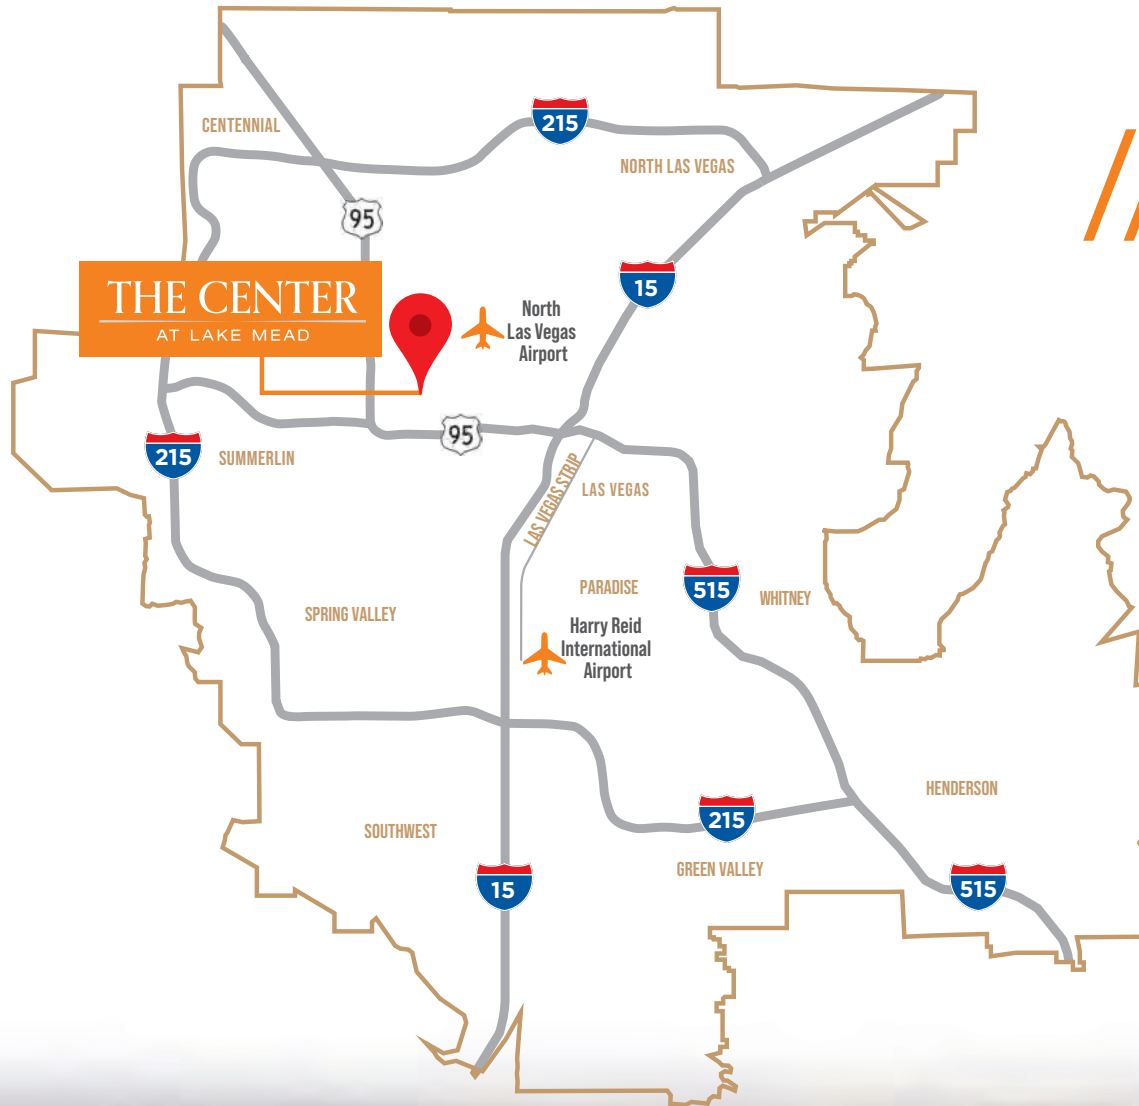 215
CENTENNIAL
NORTH LAS VEGAS
95
THE CENTER
AT LAKE MEAD
15
North
Las Vegas
Airport
95
215
SUMMERLIN
LAS VEGAS STRIP
LAS VEGAS
PARADISE
515
WHITNEY
SPRING VALLEY
Harry Reid
International
Airport
HENDERSON
215
SOUTHWEST
GREEN VALLEY
15
515